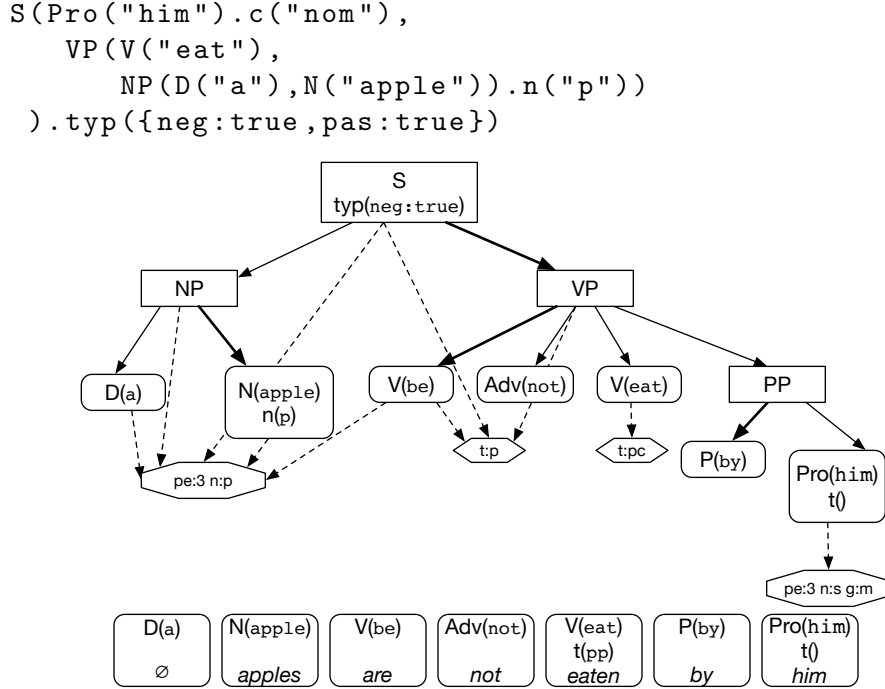 S(Pro("him").c("nom"),
VP(V("eat"),
NP(D("a"),N("apple")).n("p"))
).typ({neg:true,pas:true})
S
typ(neg:true)
NP
VP
D(a)
N(apple)
n(p)
V(be)
Adv(not)
V(eat)
PP
pe:3 n:p
t:p
t:pc
P(by)
Pro(him)
t()
pe:3 n:s g:m
D(a) N(apple) V(be) Adv(not) V(eat) P(by) Pro(him)
t(pp) t()
∅ apples are not eaten by him